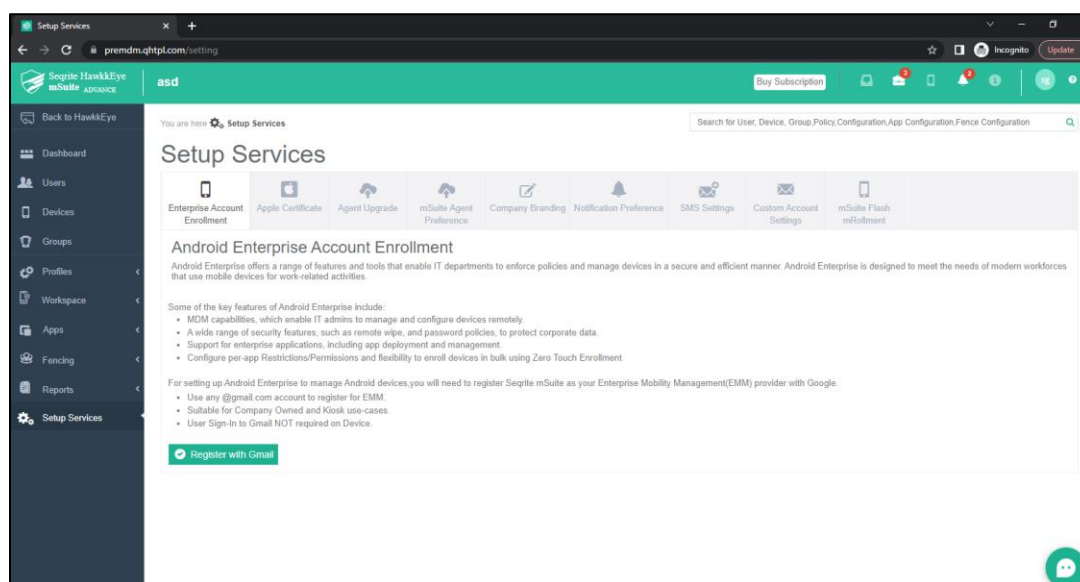 Setup Services
premdm.qhtpl.com/setting
Incognito
Update
Seqrite HawkkEye
mSuite ADVANCE
asd
Buy Subscription
2
2
Back to HawkkEye
Dashboard
Users
Devices
Groups
Profiles
Workspace
Apps
Fencing
Reports
Setup Services
You are here Setup Services
Search for User, Device, Group,Policy,Configuration,App Configuration,Fence Configuration
Setup Services
Enterprise Account
Enrollment
Apple Certificate
Agent Upgrade
mSuite Agent
Preference
Company Branding
Notification Preference
SMS Settings
Custom Account
Settings
mSuite Flash
mRollment
Android Enterprise Account Enrollment
Android Enterprise offers a range of features and tools that enable IT departments to enforce policies and manage devices in a secure and efficient manner. Android Enterprise is designed to meet the needs of modern workforces
that use mobile devices for work-related activities.
Some of the key features of Android Enterprise include:
• MDM capabilities, which enable IT admins to manage and configure devices remotely.
• A wide range of security features, such as remote wipe, and password policies, to protect corporate data.
• Support for enterprise applications, including app deployment and management.
• Configure per-app Restrictions/Permissions and flexibility to enroll devices in bulk using Zero Touch Enrollment
For setting up Android Enterprise to manage Android devices,you will need to register Seqrite mSuite as your Enterprise Mobility Management(EMM) provider with Google.
• Use any @gmail.com account to register for EMM.
• Suitable for Company Owned and Kiosk use-cases.
• User Sign-In to Gmail NOT required on Device.
Register with Gmail